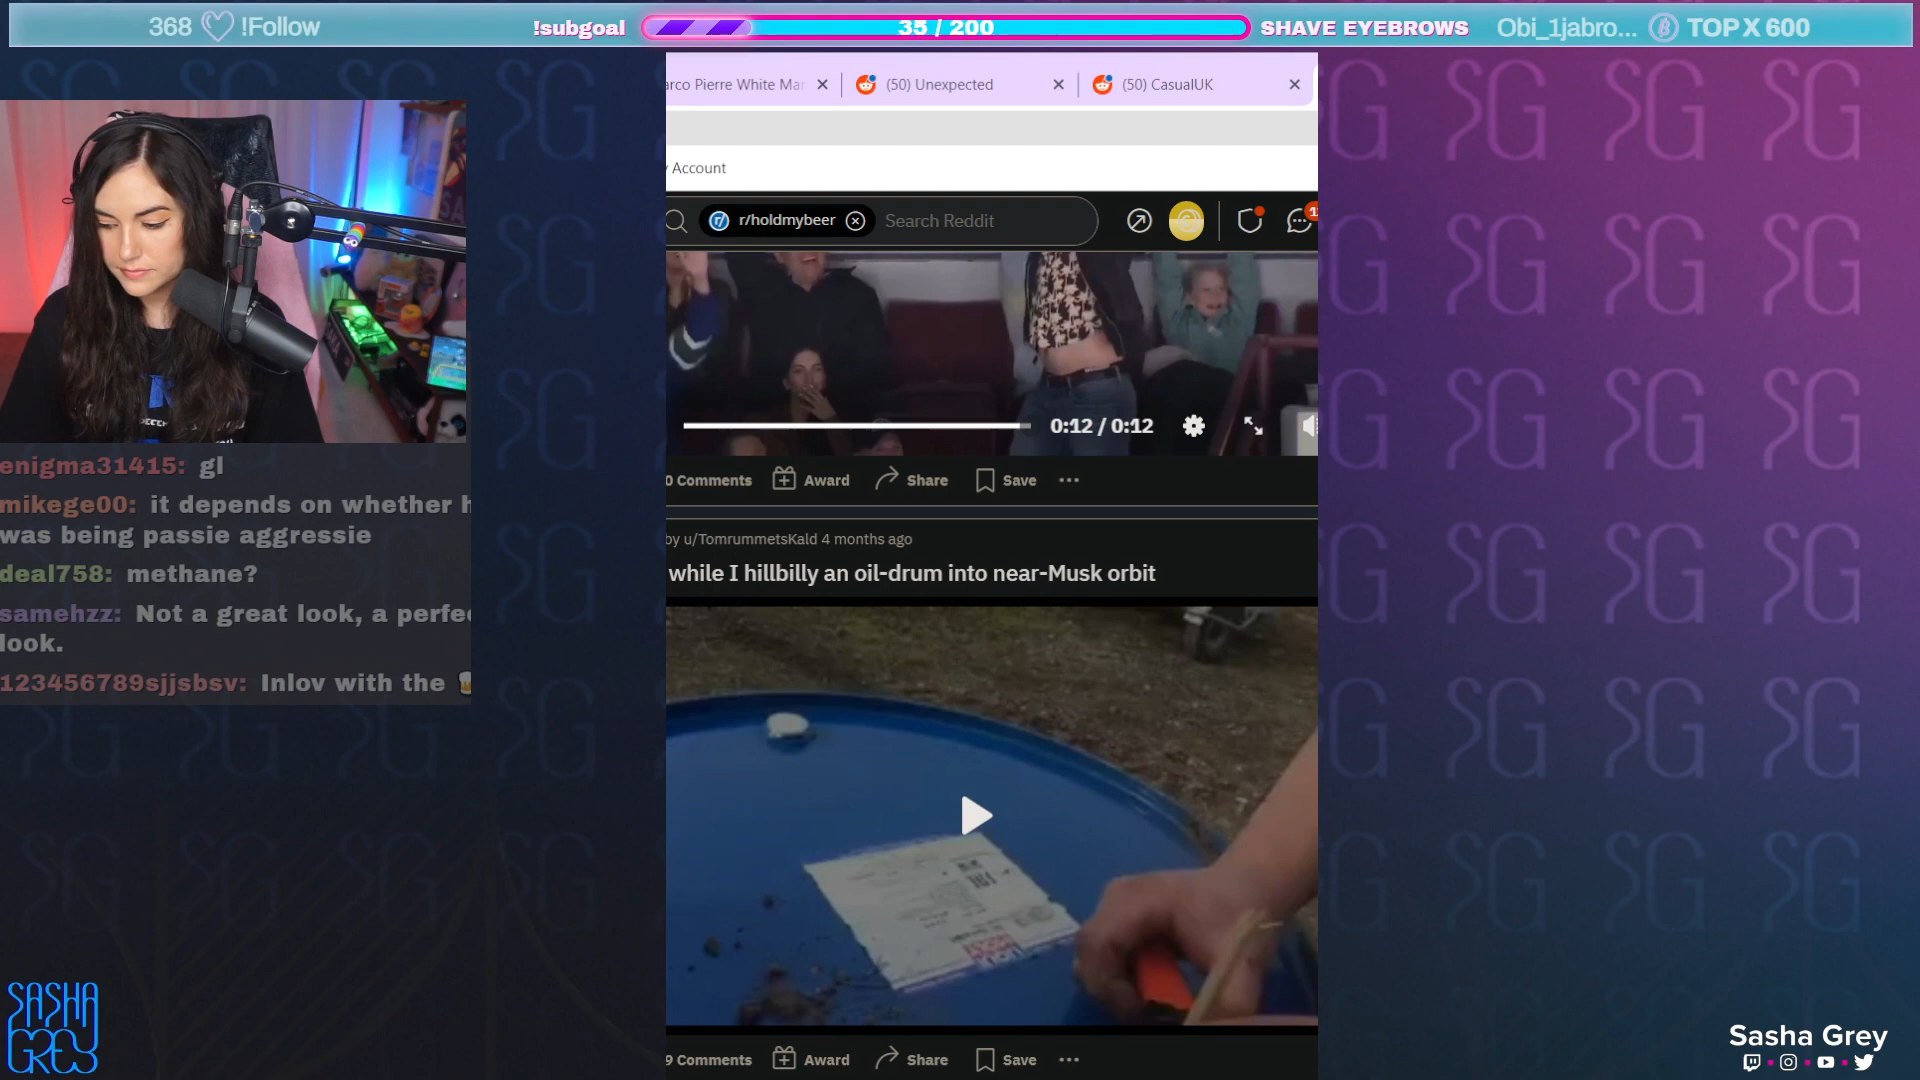 368 !Follow
!subgoal
35 / 200
SHAVE EYEBROWS
Obi_1jabro... TOP X 600
arco Pierre White Mar
(50) Unexpected
(50) CasualUK
Account
r/holdmybeer Search Reddit
0:12 / 0:12
0 Comments Award Share Save
by u/TomrummetsKald 4 months ago
while I hillbilly an oil-drum into near-Musk orbit
9 Comments Award Share Save
enigma31415: gl
mikege00: it depends on whether h
was being passie aggressie
deal758: methane?
samehzz: Not a great look, a perfec
look.
123456789sjjsbsv: Inlov with the 🍺
SASHA
GREY
Sasha Grey